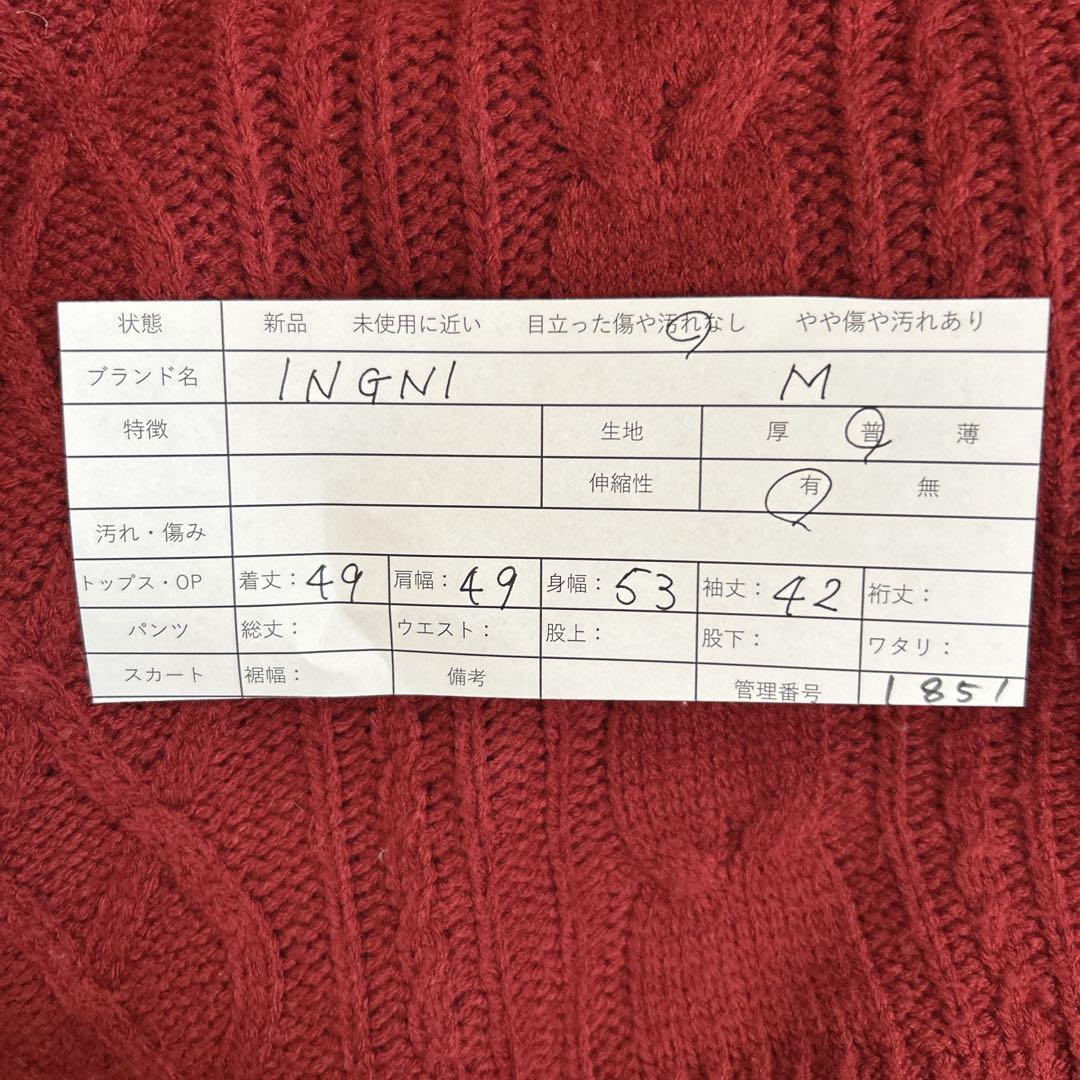 状態 新品 未使用に近い 目立った傷や汚れなし やや傷や汚れあり
ブランド名 INGNI M
特徴 生地 厚 普 薄
伸縮性 有 無
汚れ・傷み
トップス・OP 着丈：49 肩幅：49 身幅：53 袖丈：42 裄丈：
パンツ 総丈： ウエスト： 股上： 股下： ワタリ：
スカート 裾幅： 備考 管理番号 1851